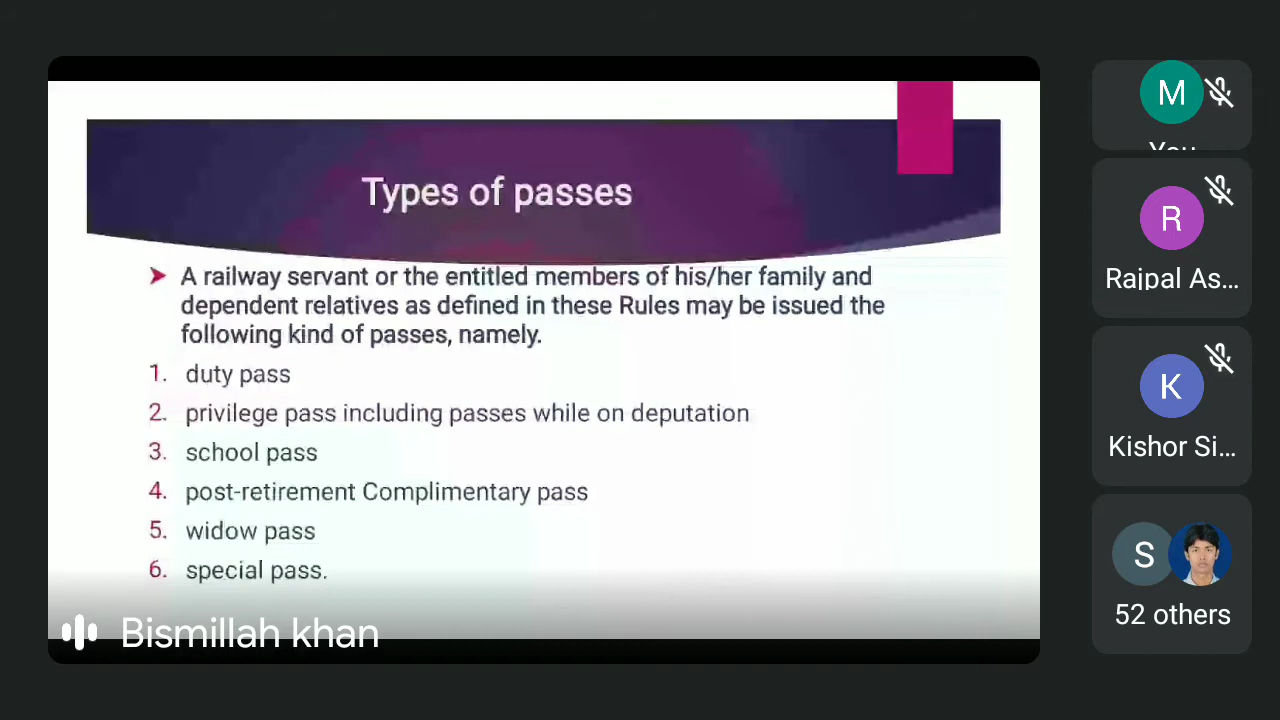 Types of passes
A railway servant or the entitled members of his/her family and
dependent relatives as defined in these Rules may be issued the
following kind of passes, namely.
1. duty pass
2. privilege pass including passes while on deputation
3. school pass
4. post-retirement Complimentary pass
5. widow pass
6. special pass.
Bismillah khan
M
You
R
Rajpal As...
K
Kishor Si...
S
52 others